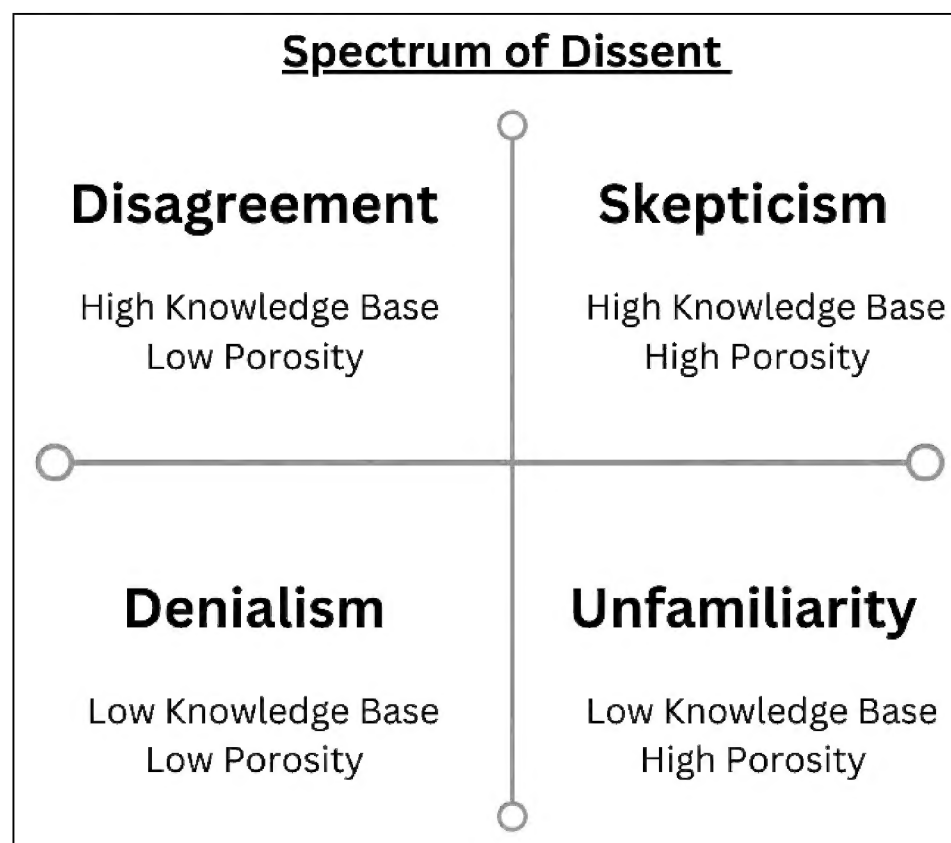 Spectrum of Dissent
Disagreement
High Knowledge Base
Low Porosity
Skepticism
High Knowledge Base
High Porosity
Denialism
Low Knowledge Base
Low Porosity
Unfamiliarity
Low Knowledge Base
High Porosity